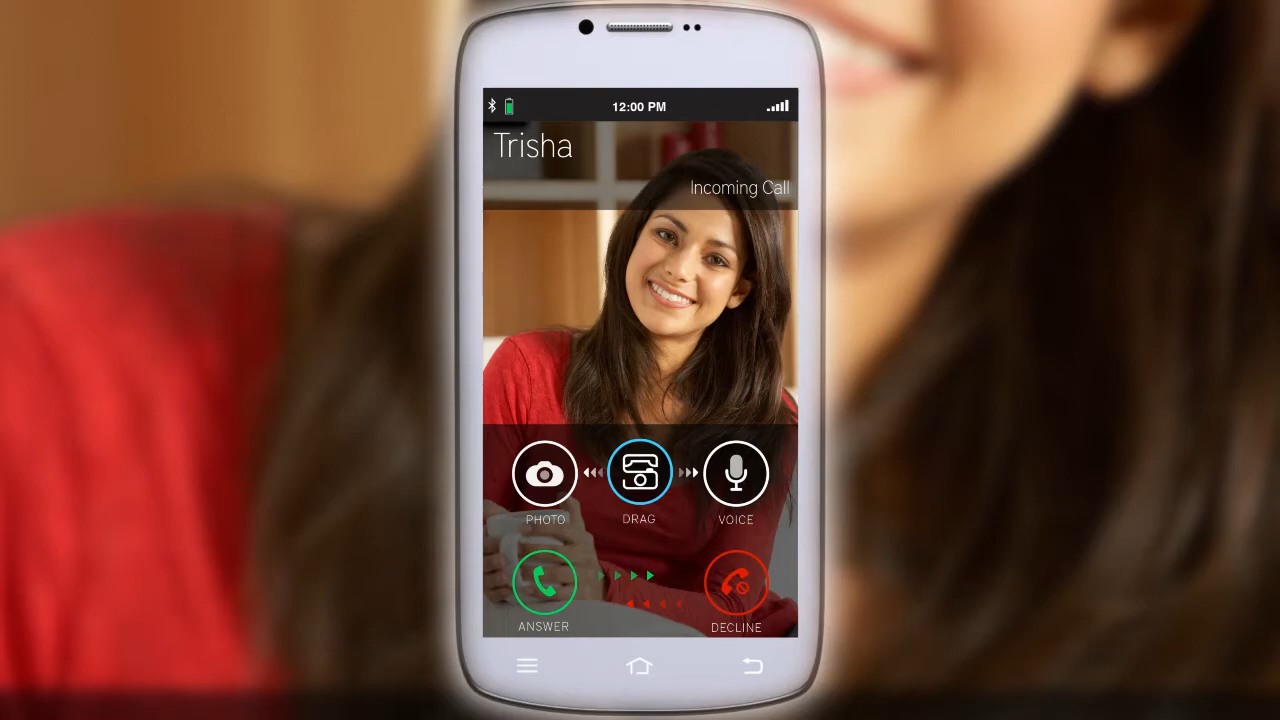 12:00 PM
Trisha
Incoming Call
PHOTO
DRAG
VOICE
ANSWER
DECLINE